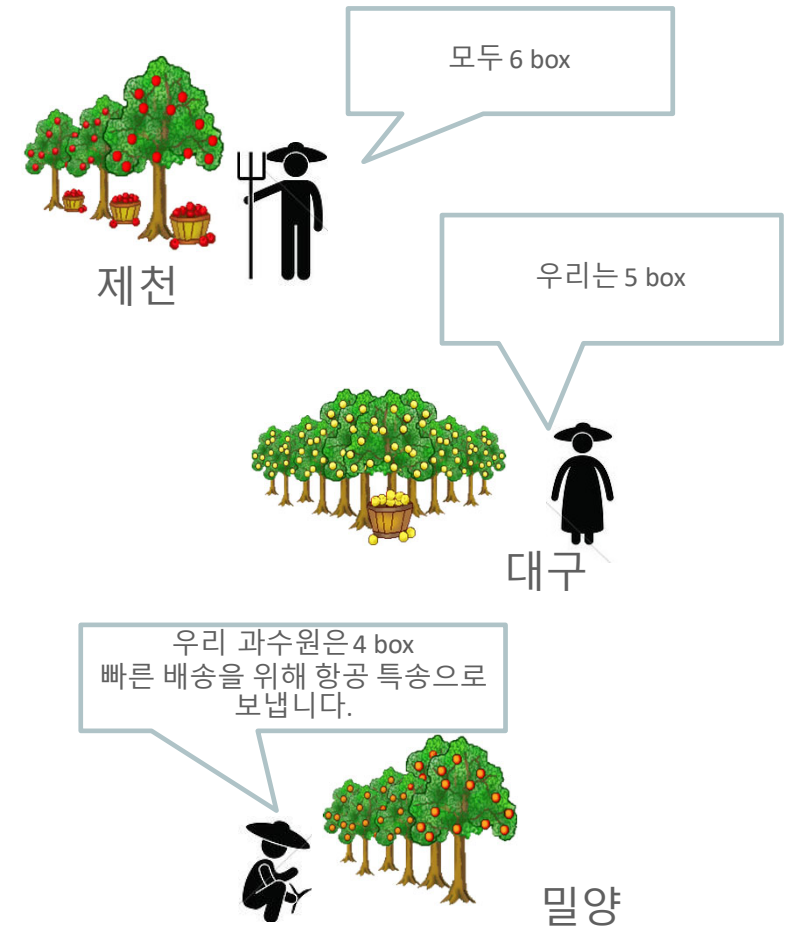 모두 6 box
제천
우리는 5 box
대구
우리 과수원은 4 box
빠른 배송을 위해 항공 특송으로
보냅니다.
밀양